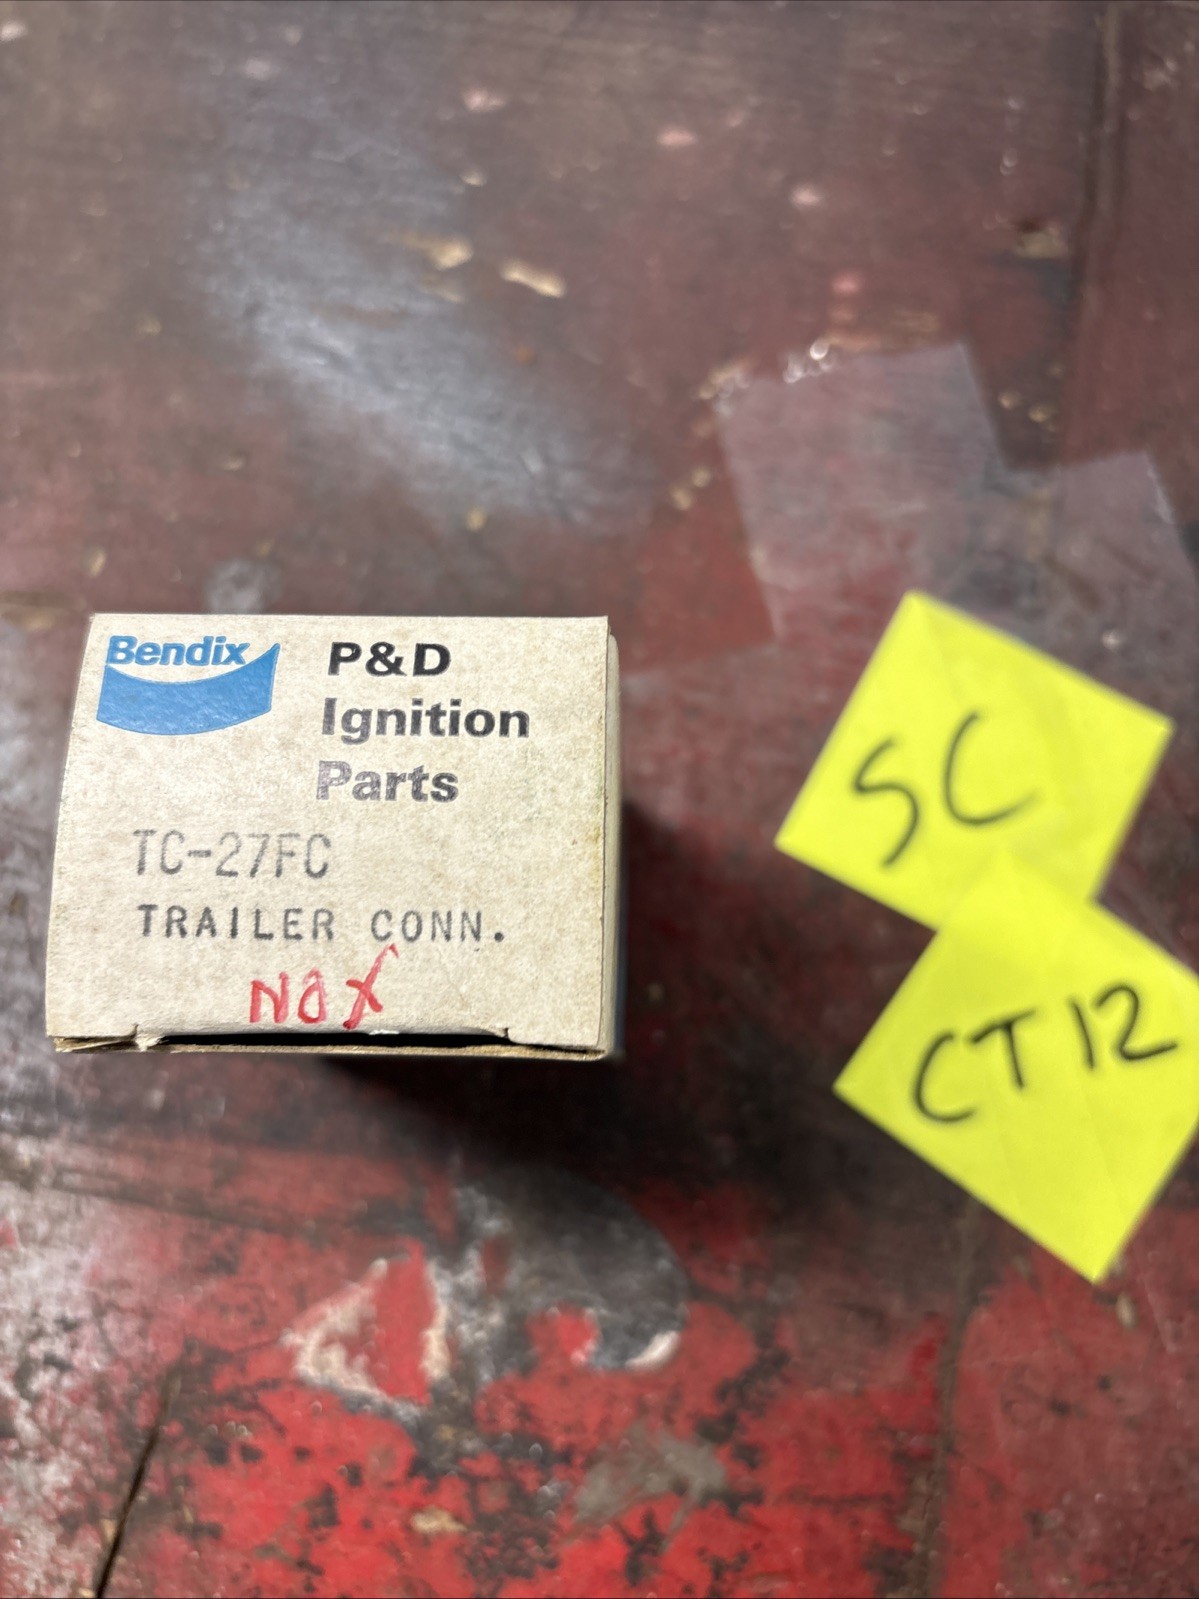 Bendix
P&D
Ignition
Parts
TC-27FC
TRAILER CONN.
NOX
SC
CT12